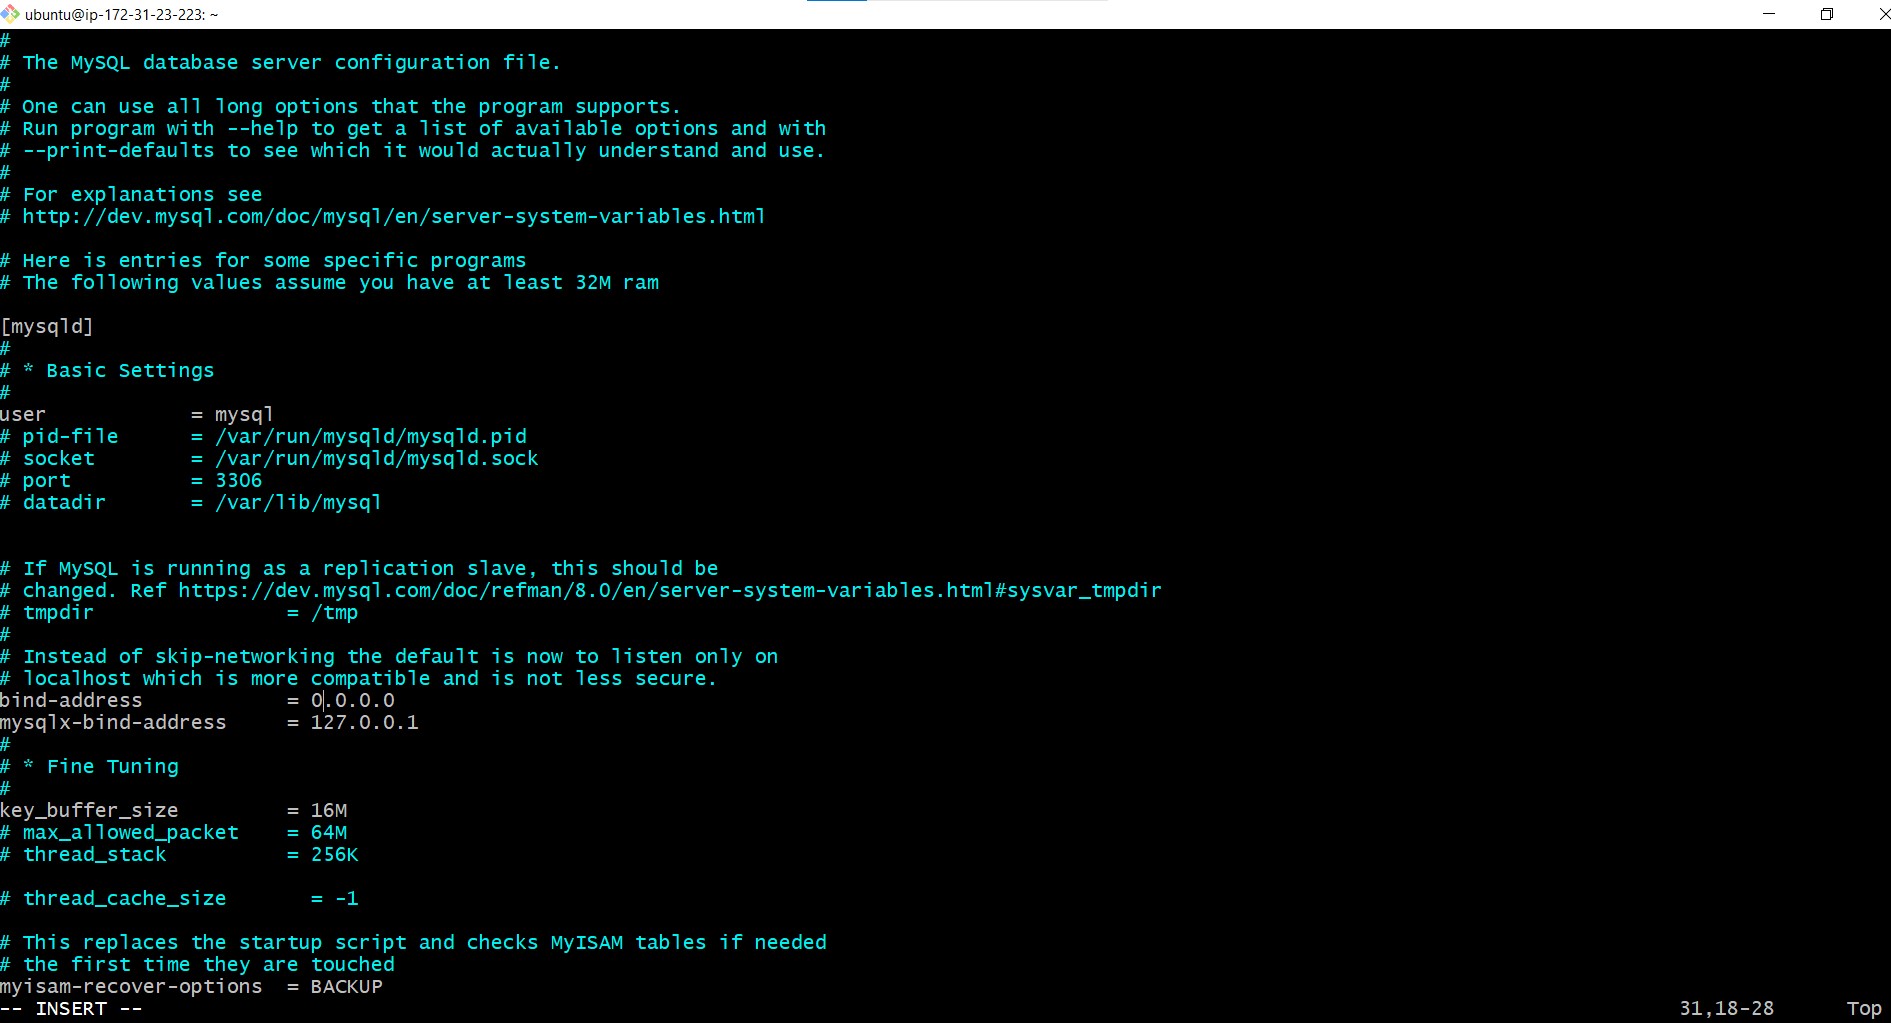 ubuntu@ip-172-31-23-223: ~
#
# The MySQL database server configuration file.
#
# One can use all long options that the program supports.
# Run program with --help to get a list of available options and with
# --print-defaults to see which it would actually understand and use.
#
# For explanations see
# http://dev.mysql.com/doc/mysql/en/server-system-variables.html
# Here is entries for some specific programs
# The following values assume you have at least 32M ram
[mysqld]
#
# * Basic Settings
#
user            = mysql
# pid-file      = /var/run/mysqld/mysqld.pid
# socket        = /var/run/mysqld/mysqld.sock
# port          = 3306
# datadir       = /var/lib/mysql
# If MySQL is running as a replication slave, this should be
# changed. Ref https://dev.mysql.com/doc/refman/8.0/en/server-system-variables.html#sysvar_tmpdir
# tmpdir                = /tmp
#
# Instead of skip-networking the default is now to listen only on
# localhost which is more compatible and is not less secure.
bind-address            = 0.0.0.0
mysqlx-bind-address     = 127.0.0.1
#
# * Fine Tuning
#
key_buffer_size         = 16M
# max_allowed_packet    = 64M
# thread_stack          = 256K
# thread_cache_size       = -1
# This replaces the startup script and checks MyISAM tables if needed
# the first time they are touched
myisam-recover-options  = BACKUP
-- INSERT --                    31,18-28      Top